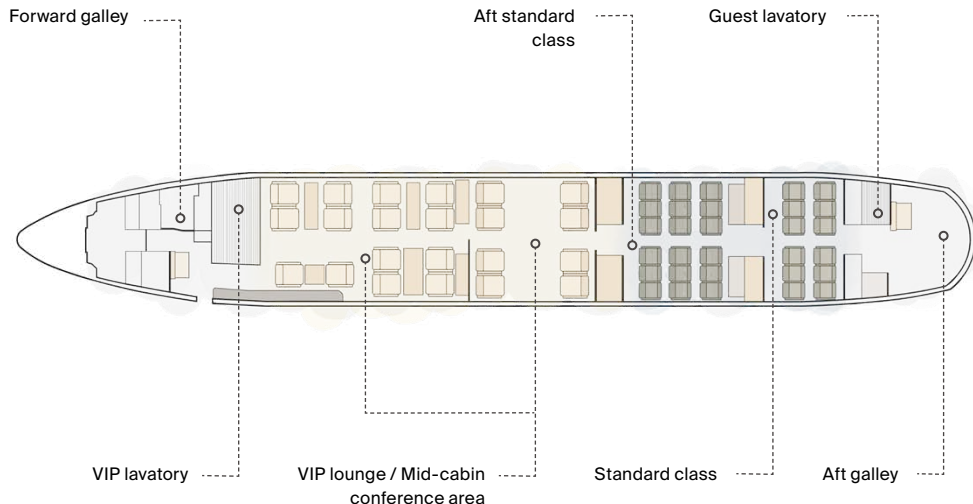 Forward galley
Aft standard
class
Guest lavatory
VIP lavatory
VIP lounge / Mid-cabin
conference area
Standard class
Aft galley